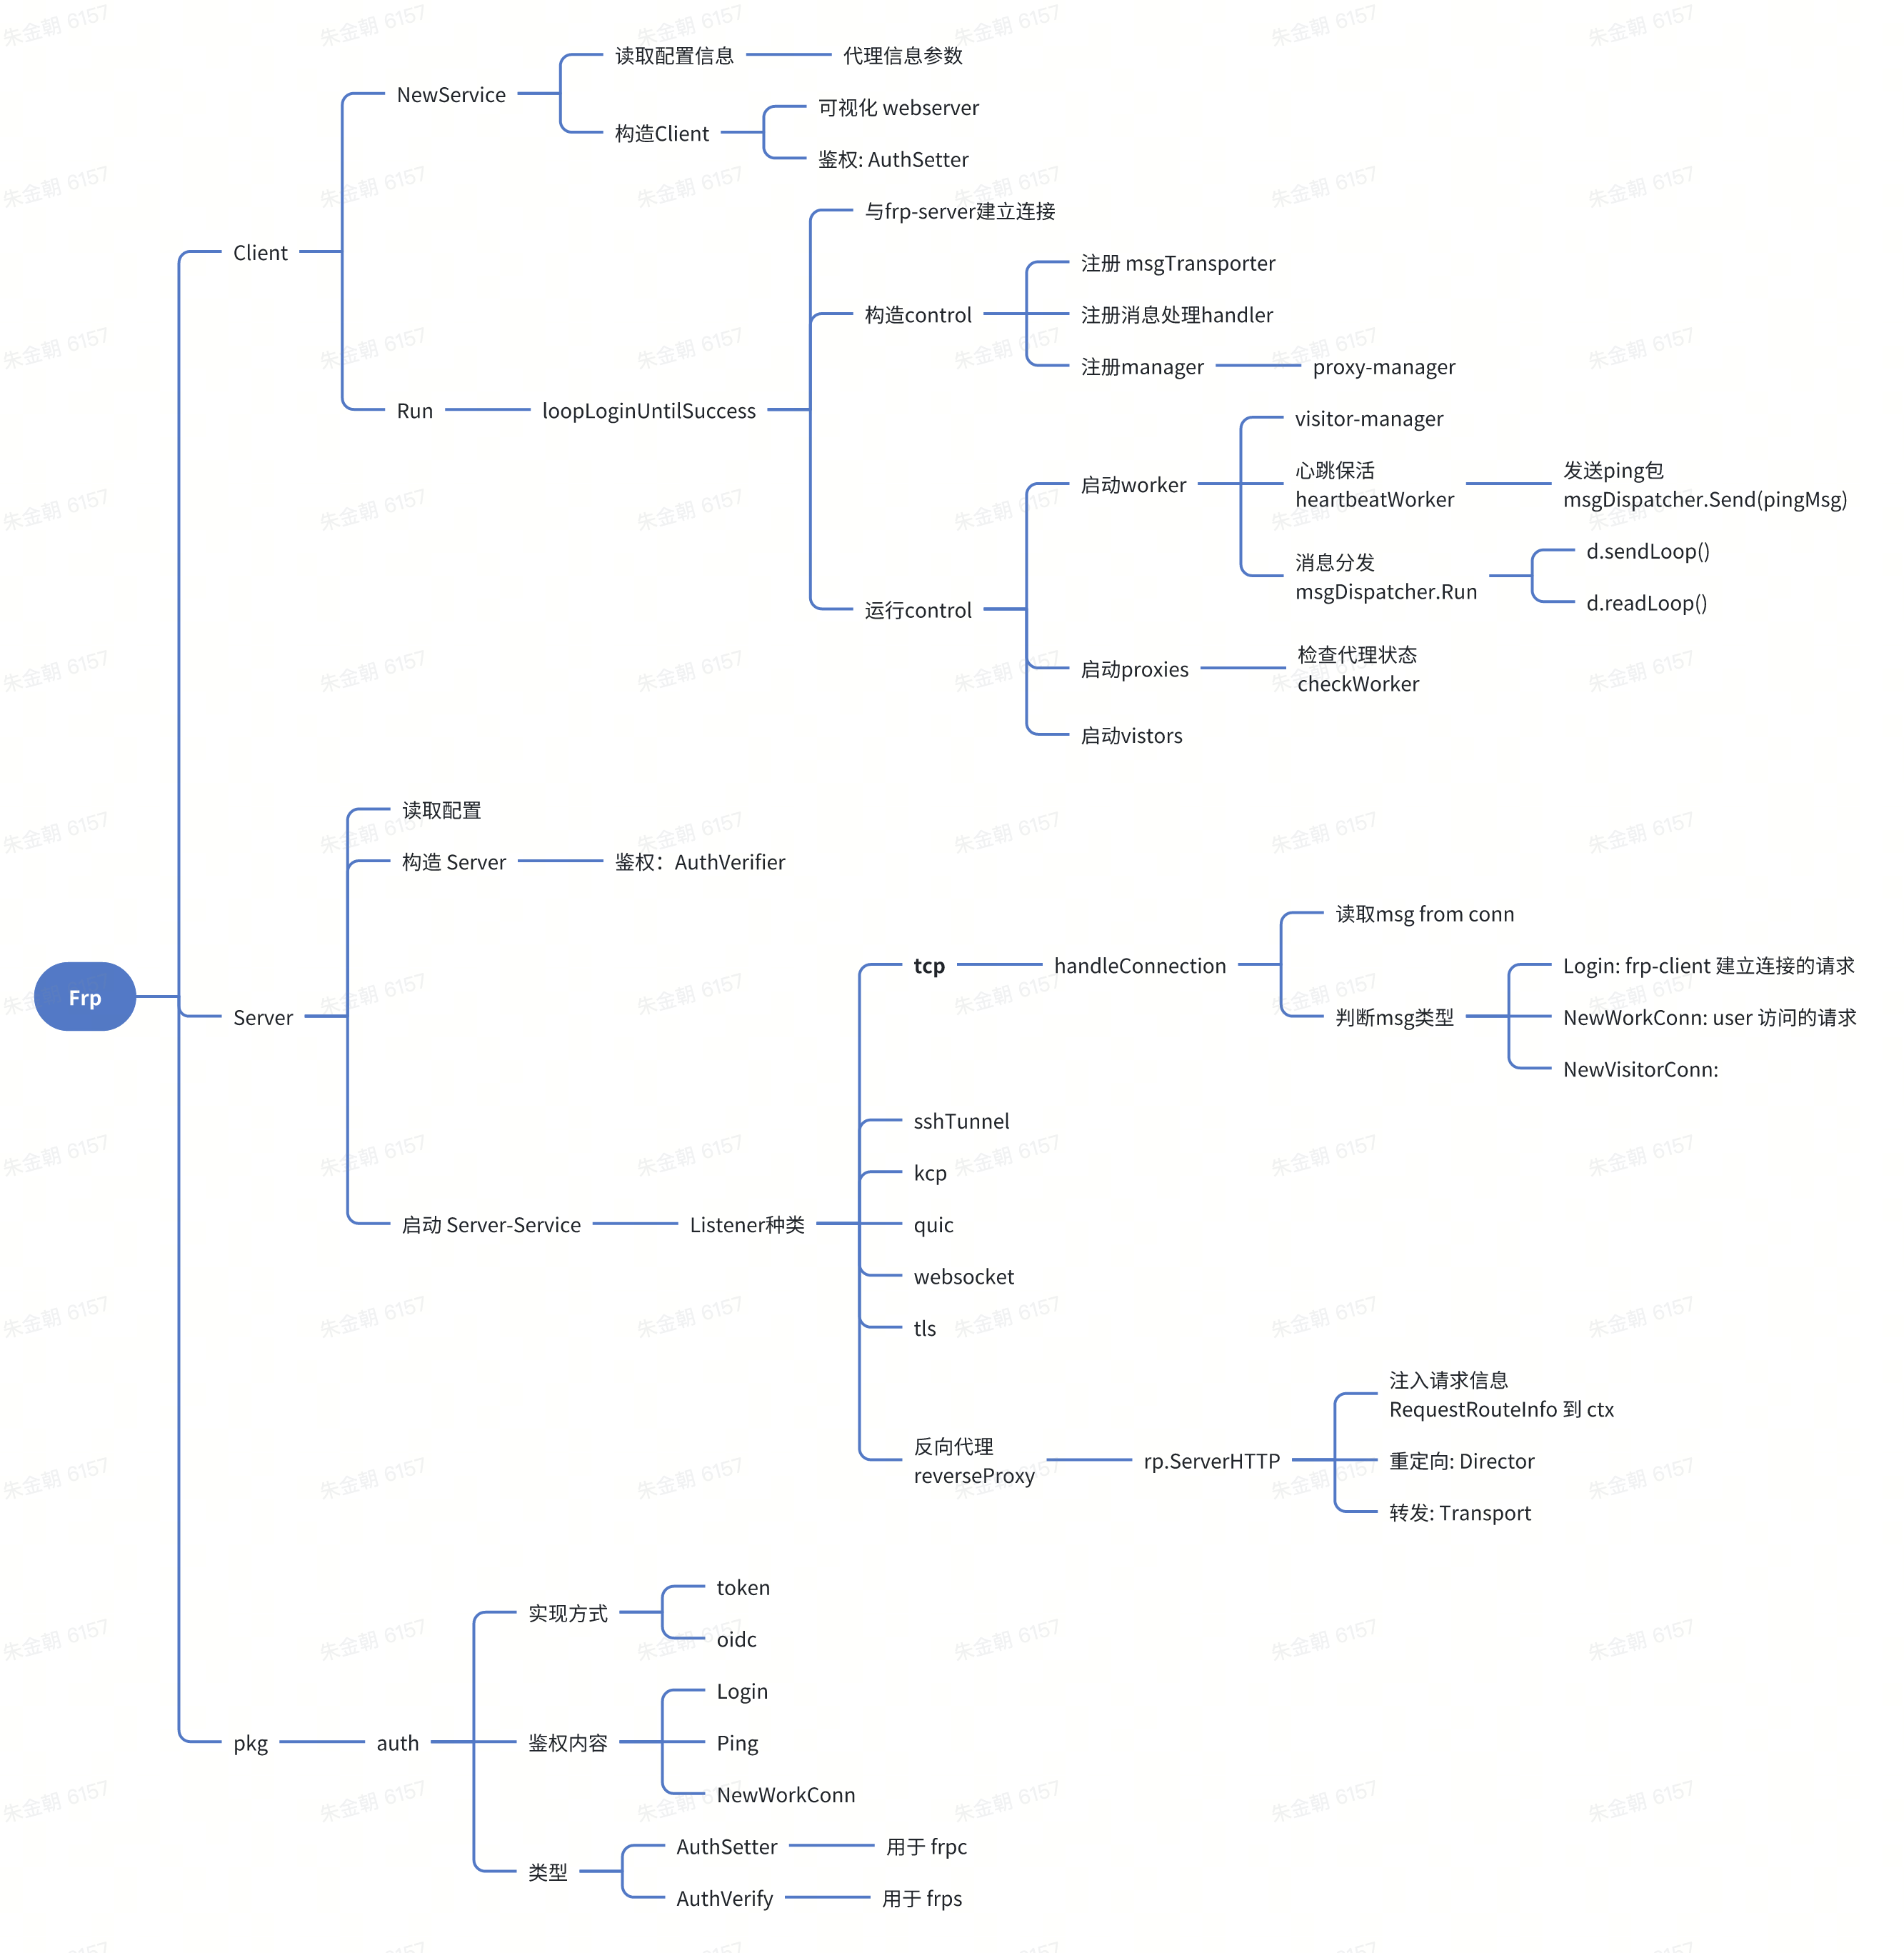 读取配置信息
代理信息参数
NewService
可视化 webserver
构造Client
鉴权: AuthSetter
与frp-server建立连接
Client
注册 msgTransporter
构造control
注册消息处理handler
注册manager
proxy-manager
Run
loopLoginUntilSuccess
visitor-manager
启动worker
心跳保活
heartbeatWorker
发送ping包
msgDispatcher.Send(pingMsg)
消息分发
msgDispatcher.Run
d.sendLoop()
d.readLoop()
运行control
启动proxies
检查代理状态
checkWorker
启动vistors
读取配置
构造 Server
鉴权：AuthVerifier
读取msg from conn
tcp
handleConnection
Login: frp-client 建立连接的请求
Frp
Server
判断msg类型
NewWorkConn: user 访问的请求
NewVisitorConn:
sshTunnel
kcp
启动 Server-Service
Listener种类
quic
websocket
tls
注入请求信息
RequestRouteInfo 到 ctx
反向代理
reverseProxy
rp.ServerHTTP
重定向: Director
转发: Transport
token
实现方式
oidc
Login
pkg
auth
鉴权内容
Ping
NewWorkConn
AuthSetter
用于 frpc
类型
AuthVerify
用于 frps
朱金朝 6157